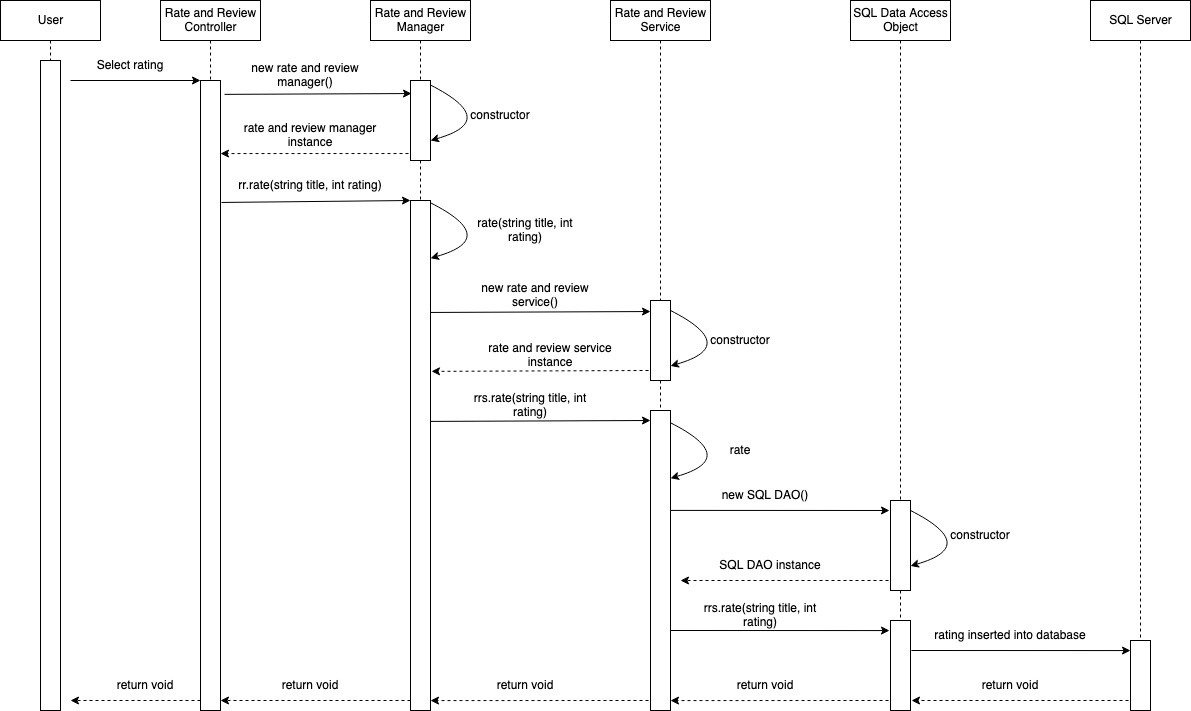 User
Rate and Review
Controller
Rate and Review
Manager
Rate and Review
Service
SQL Data Access
Object
SQL Server
Select rating
new rate and review
manager()
constructor
rate and review manager
instance
rr.rate(string title, int rating)
rate(string title, int
rating)
new rate and review
service()
constructor
rate and review service
instance
rrs.rate(string title, int
rating)
rate
new SQL DAO()
constructor
SQL DAO instance
rrs.rate(string title, int
rating)
rating inserted into database
return void
return void
return void
return void
return void